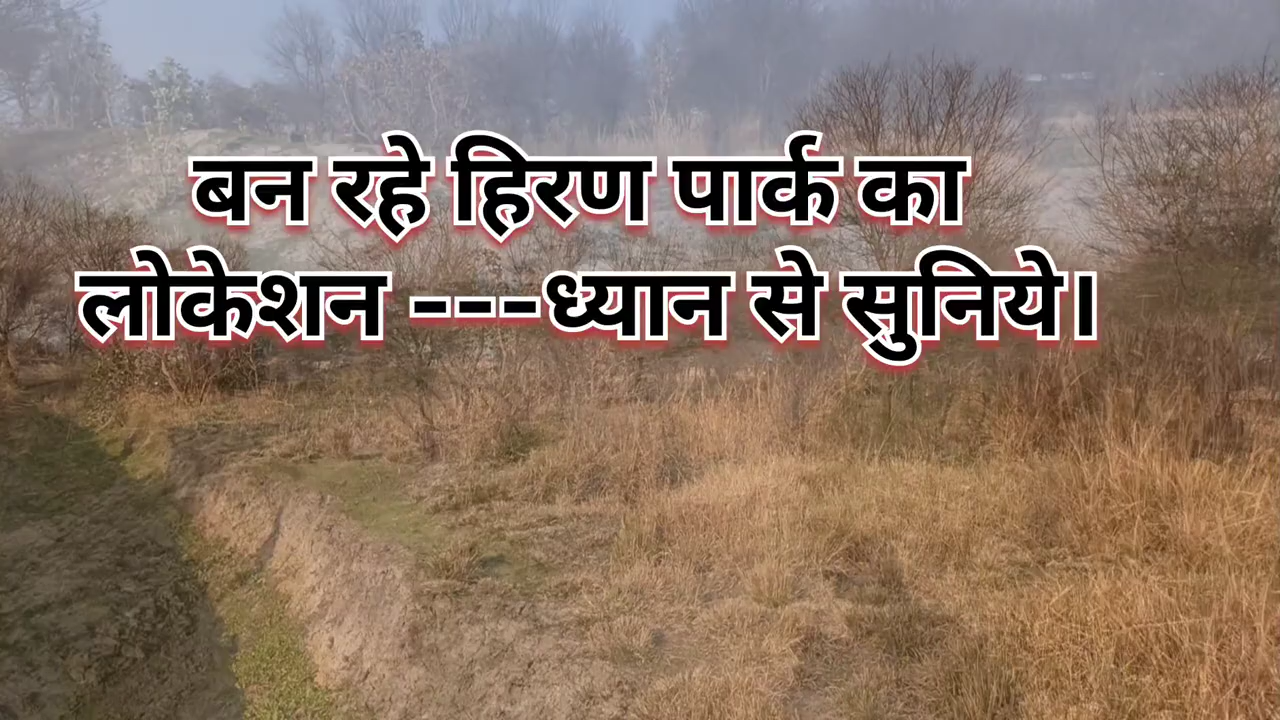 बन रहे हिरण पार्क का
लोकेशन ---ध्यान से सुनिये।